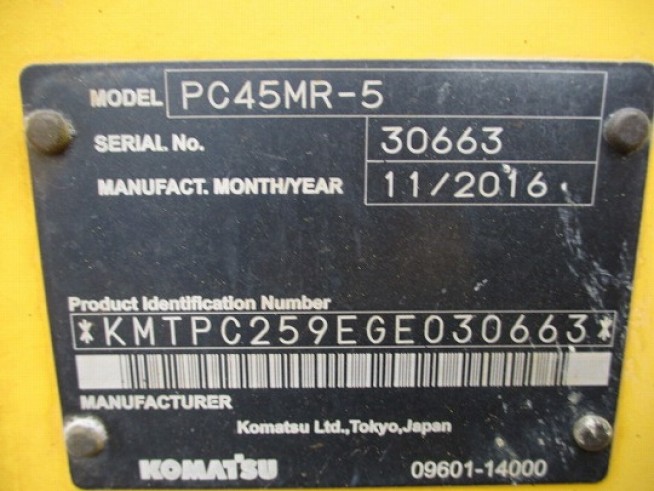 MODEL PC45MR-5
SERIAL No. 30663
MANUFACT. MONTH/YEAR 11/2016
Product Identification Number
*KMTPC259EGE030663*
MANUFACTURER
Komatsu Ltd.,Tokyo,Japan
KOMATSU 09601-14000